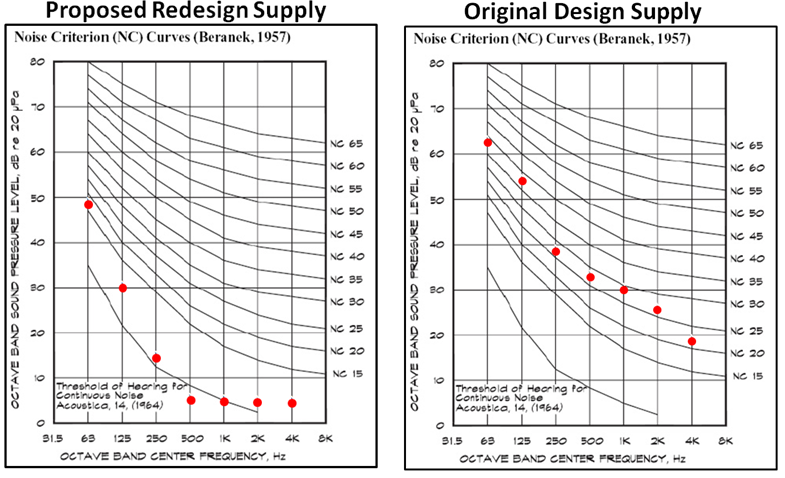 Proposed Redesign Supply
Noise Criterion (NC) Curves (Beranek, 1957)
OCTAVE BAND SOUND PRESSURE LEVEL, dB re 20 µPa
80
70
60
50
40
30
20
10
0
NC 65
NC 60
NC 55
NC 50
NC 45
NC 40
NC 35
NC 30
NC 25
NC 20
NC 15
Threshold of Hearing for
Continuous Noise
Acoustica, 14, (1964)
31.5 63 125 250 500 1K 2K 4K 8K
OCTAVE BAND CENTER FREQUENCY, Hz
Original Design Supply
Noise Criterion (NC) Curves (Beranek, 1957)
OCTAVE BAND SOUND PRESSURE LEVEL, dB re 20 µPa
80
70
60
50
40
30
20
10
0
NC 65
NC 60
NC 55
NC 50
NC 45
NC 40
NC 35
NC 30
NC 25
NC 20
NC 15
Threshold of Hearing for
Continuous Noise
Acoustica, 14, (1964)
31.5 63 125 250 500 1K 2K 4K 8K
OCTAVE BAND CENTER FREQUENCY, Hz